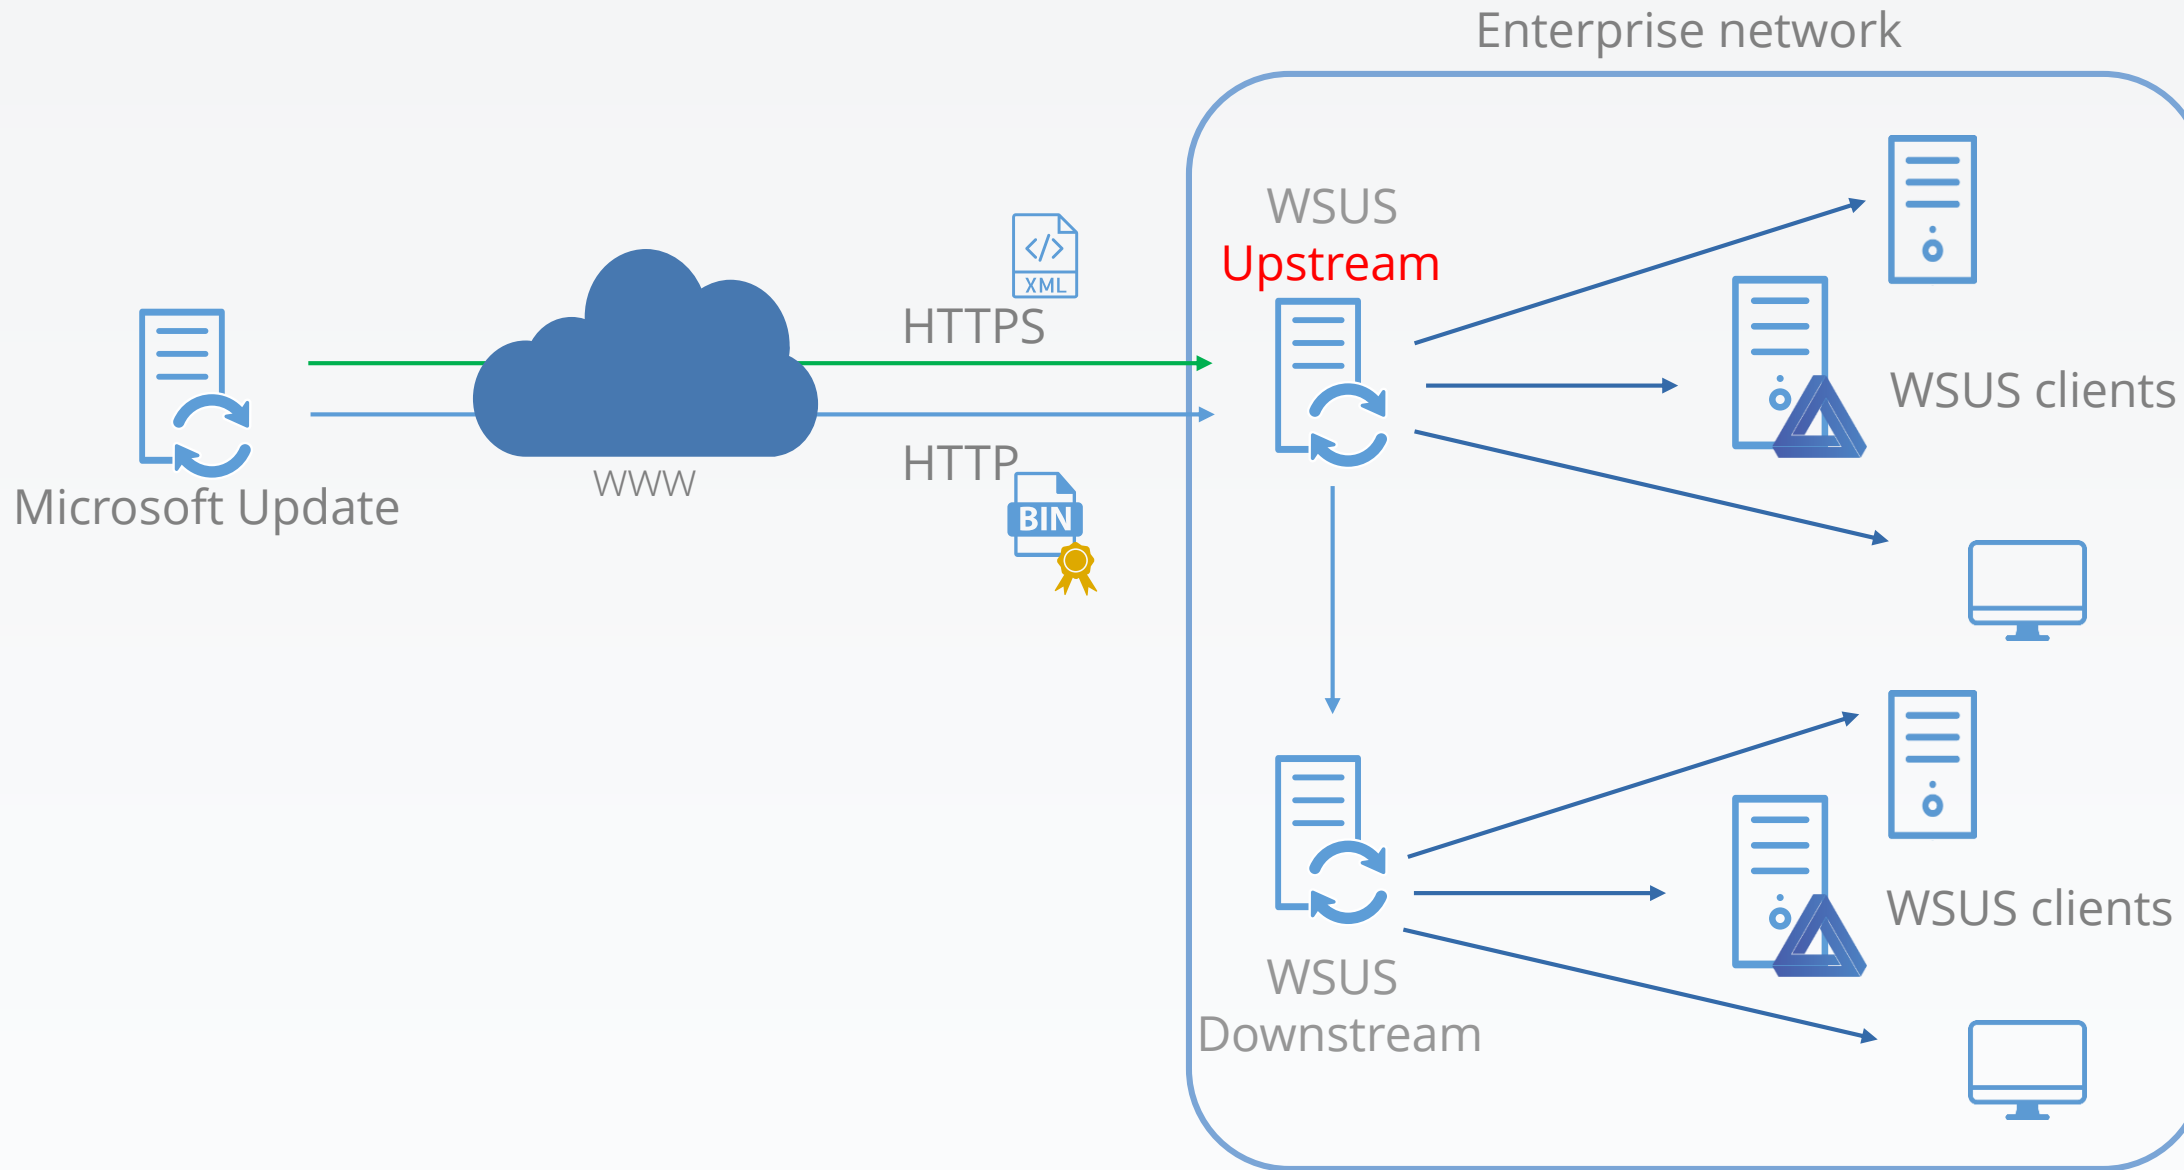 Enterprise network
WSUS
Upstream
XML
HTTPS
WSUS clients
HTTP
WWW
Microsoft Update
BIN
WSUS clients
WSUS
Downstream